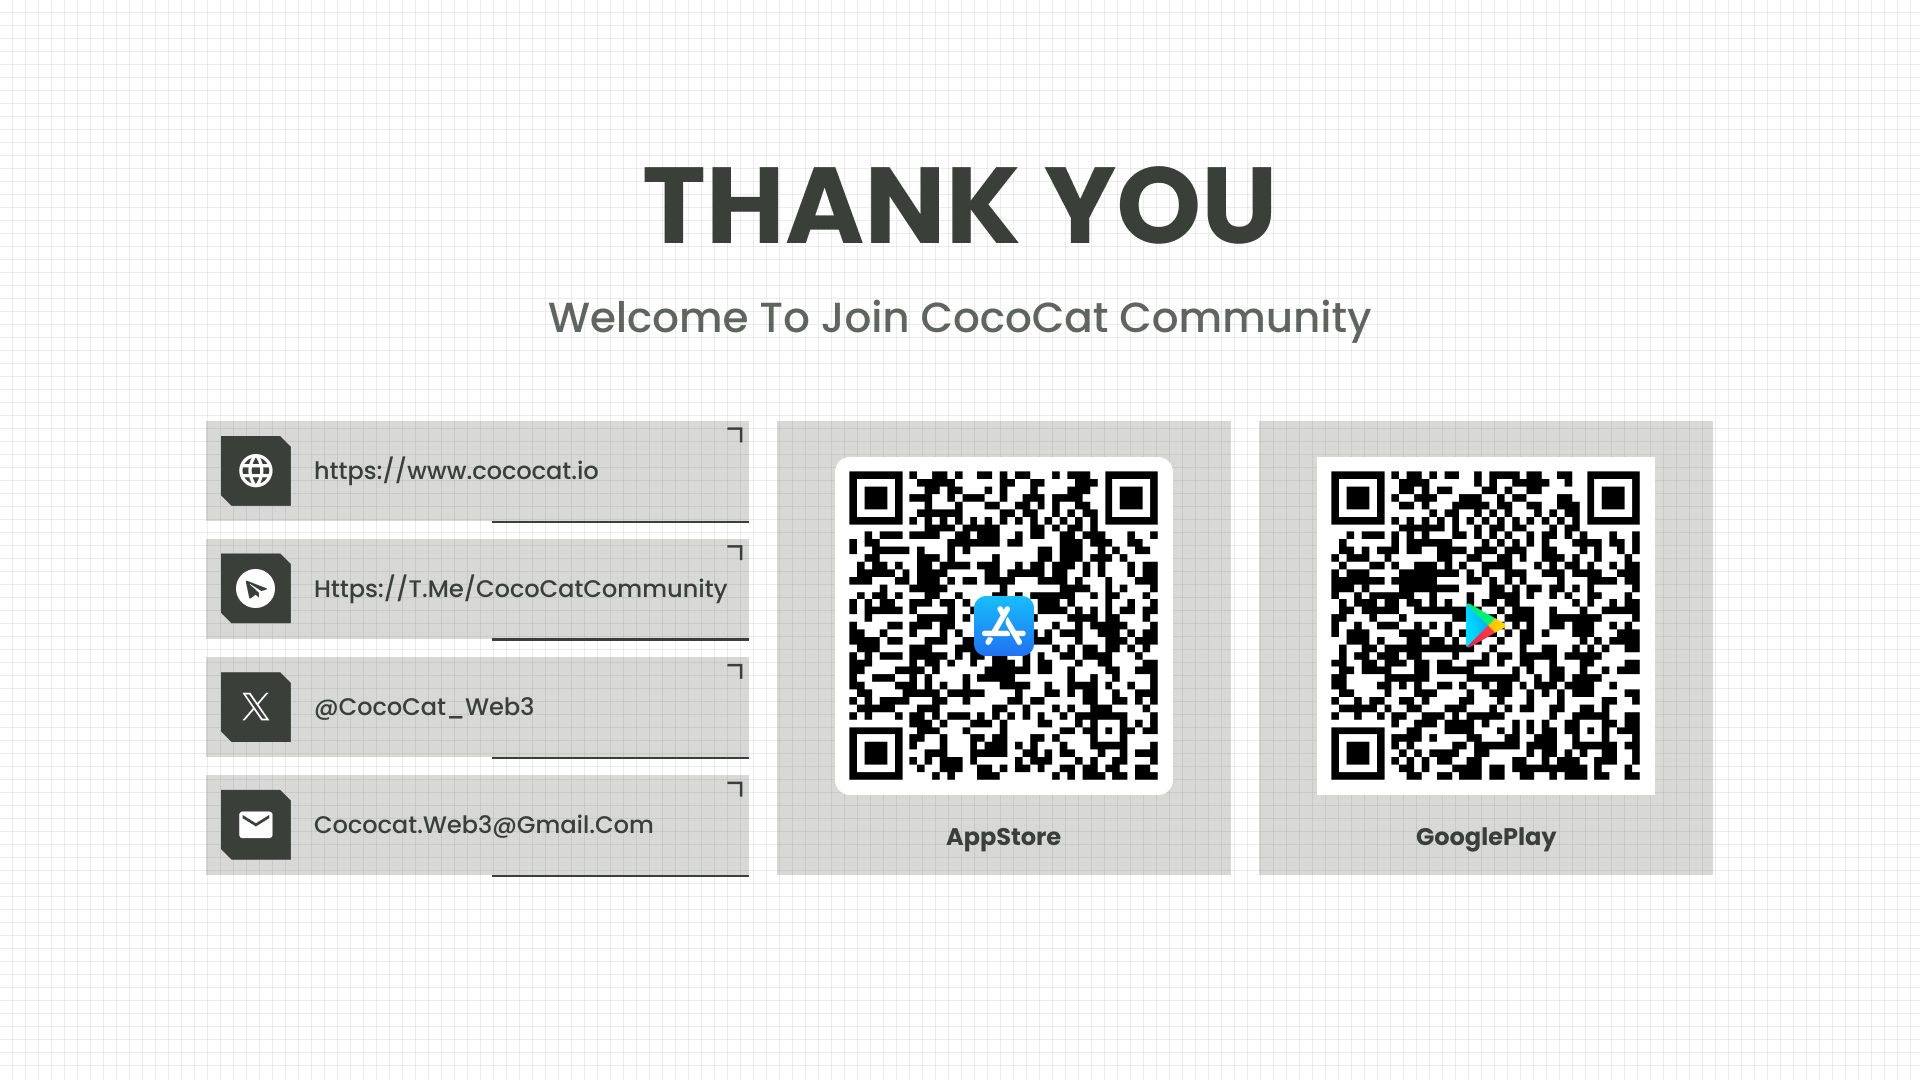 THANK YOU
Welcome To Join CocoCat Community
https://www.cococat.io
Https://T.Me/CocoCatCommunity
@CocoCat_Web3
Cococat.Web3@Gmail.Com
AppStore
GooglePlay